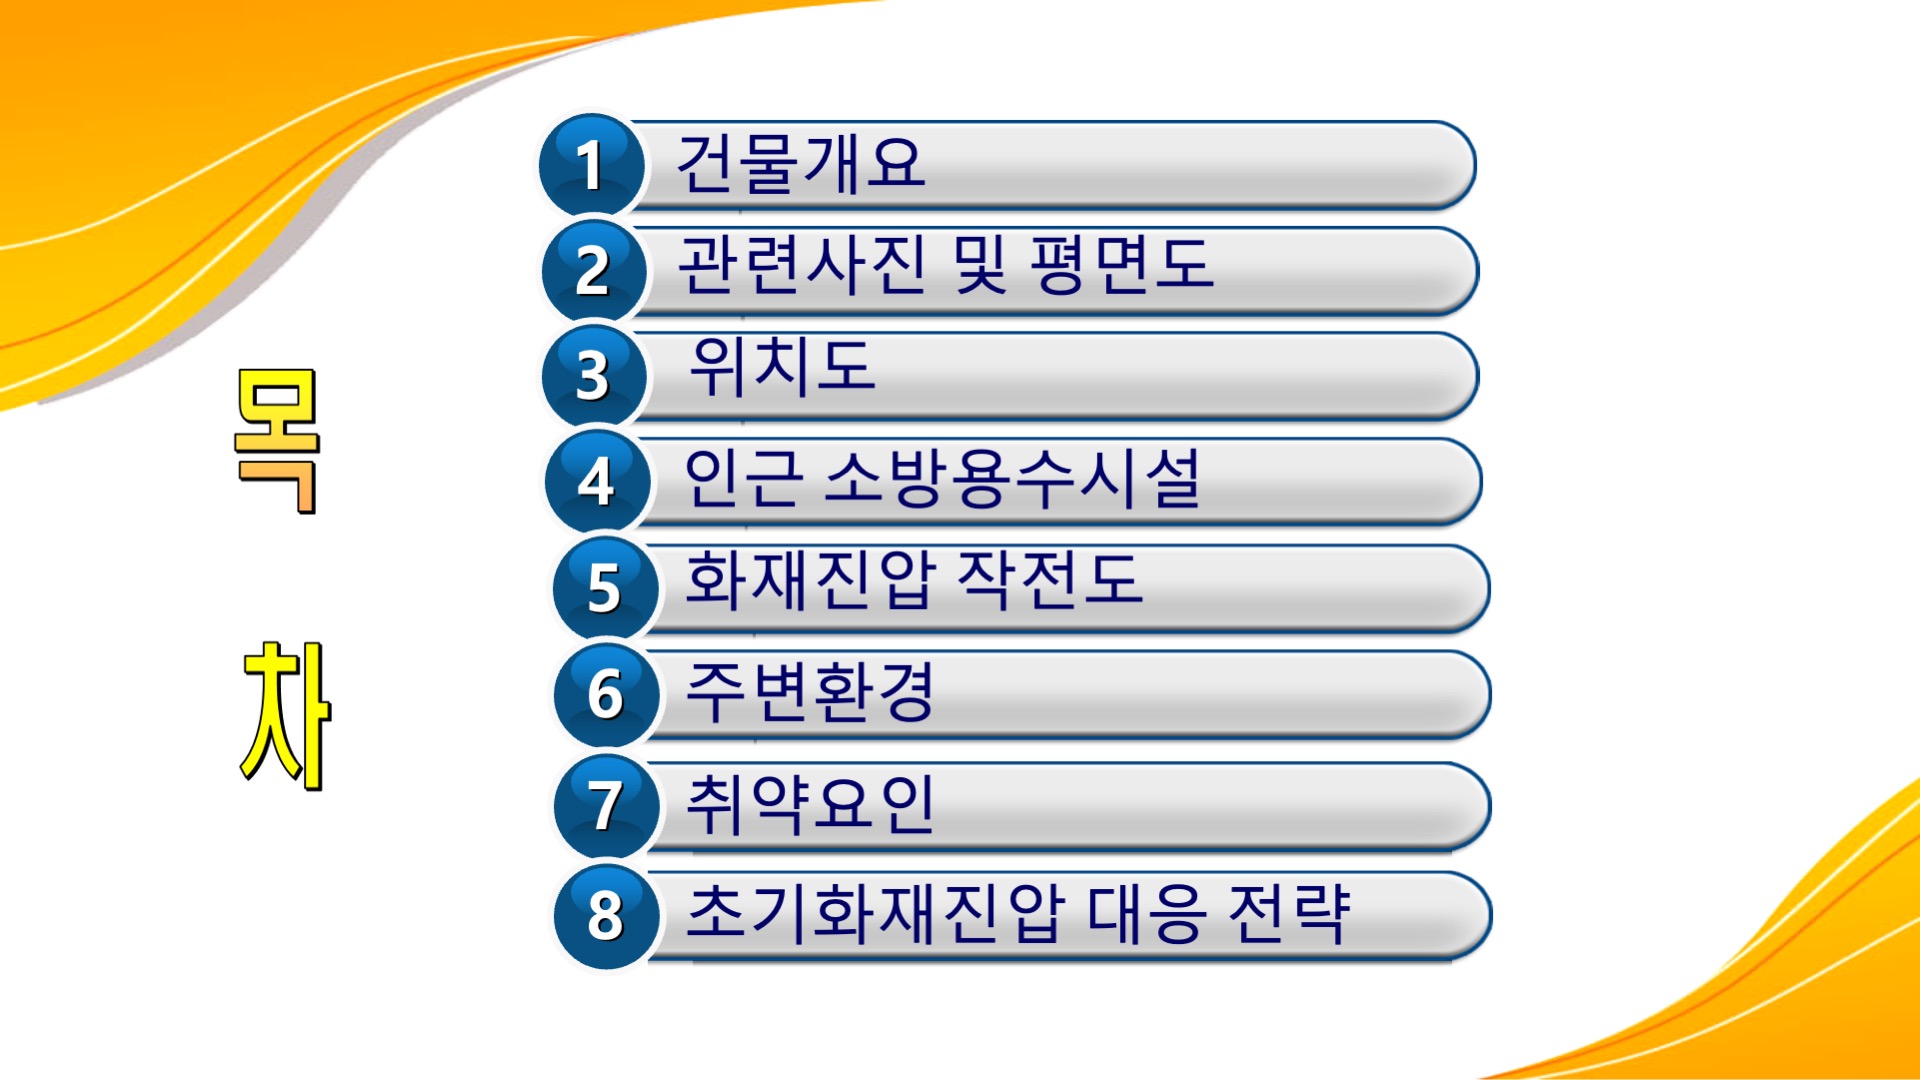 목
차
1 건물개요
2 관련사진 및 평면도
3 위치도
4 인근 소방용수시설
5 화재진압 작전도
6 주변환경
7 취약요인
8 초기화재진압 대응 전략